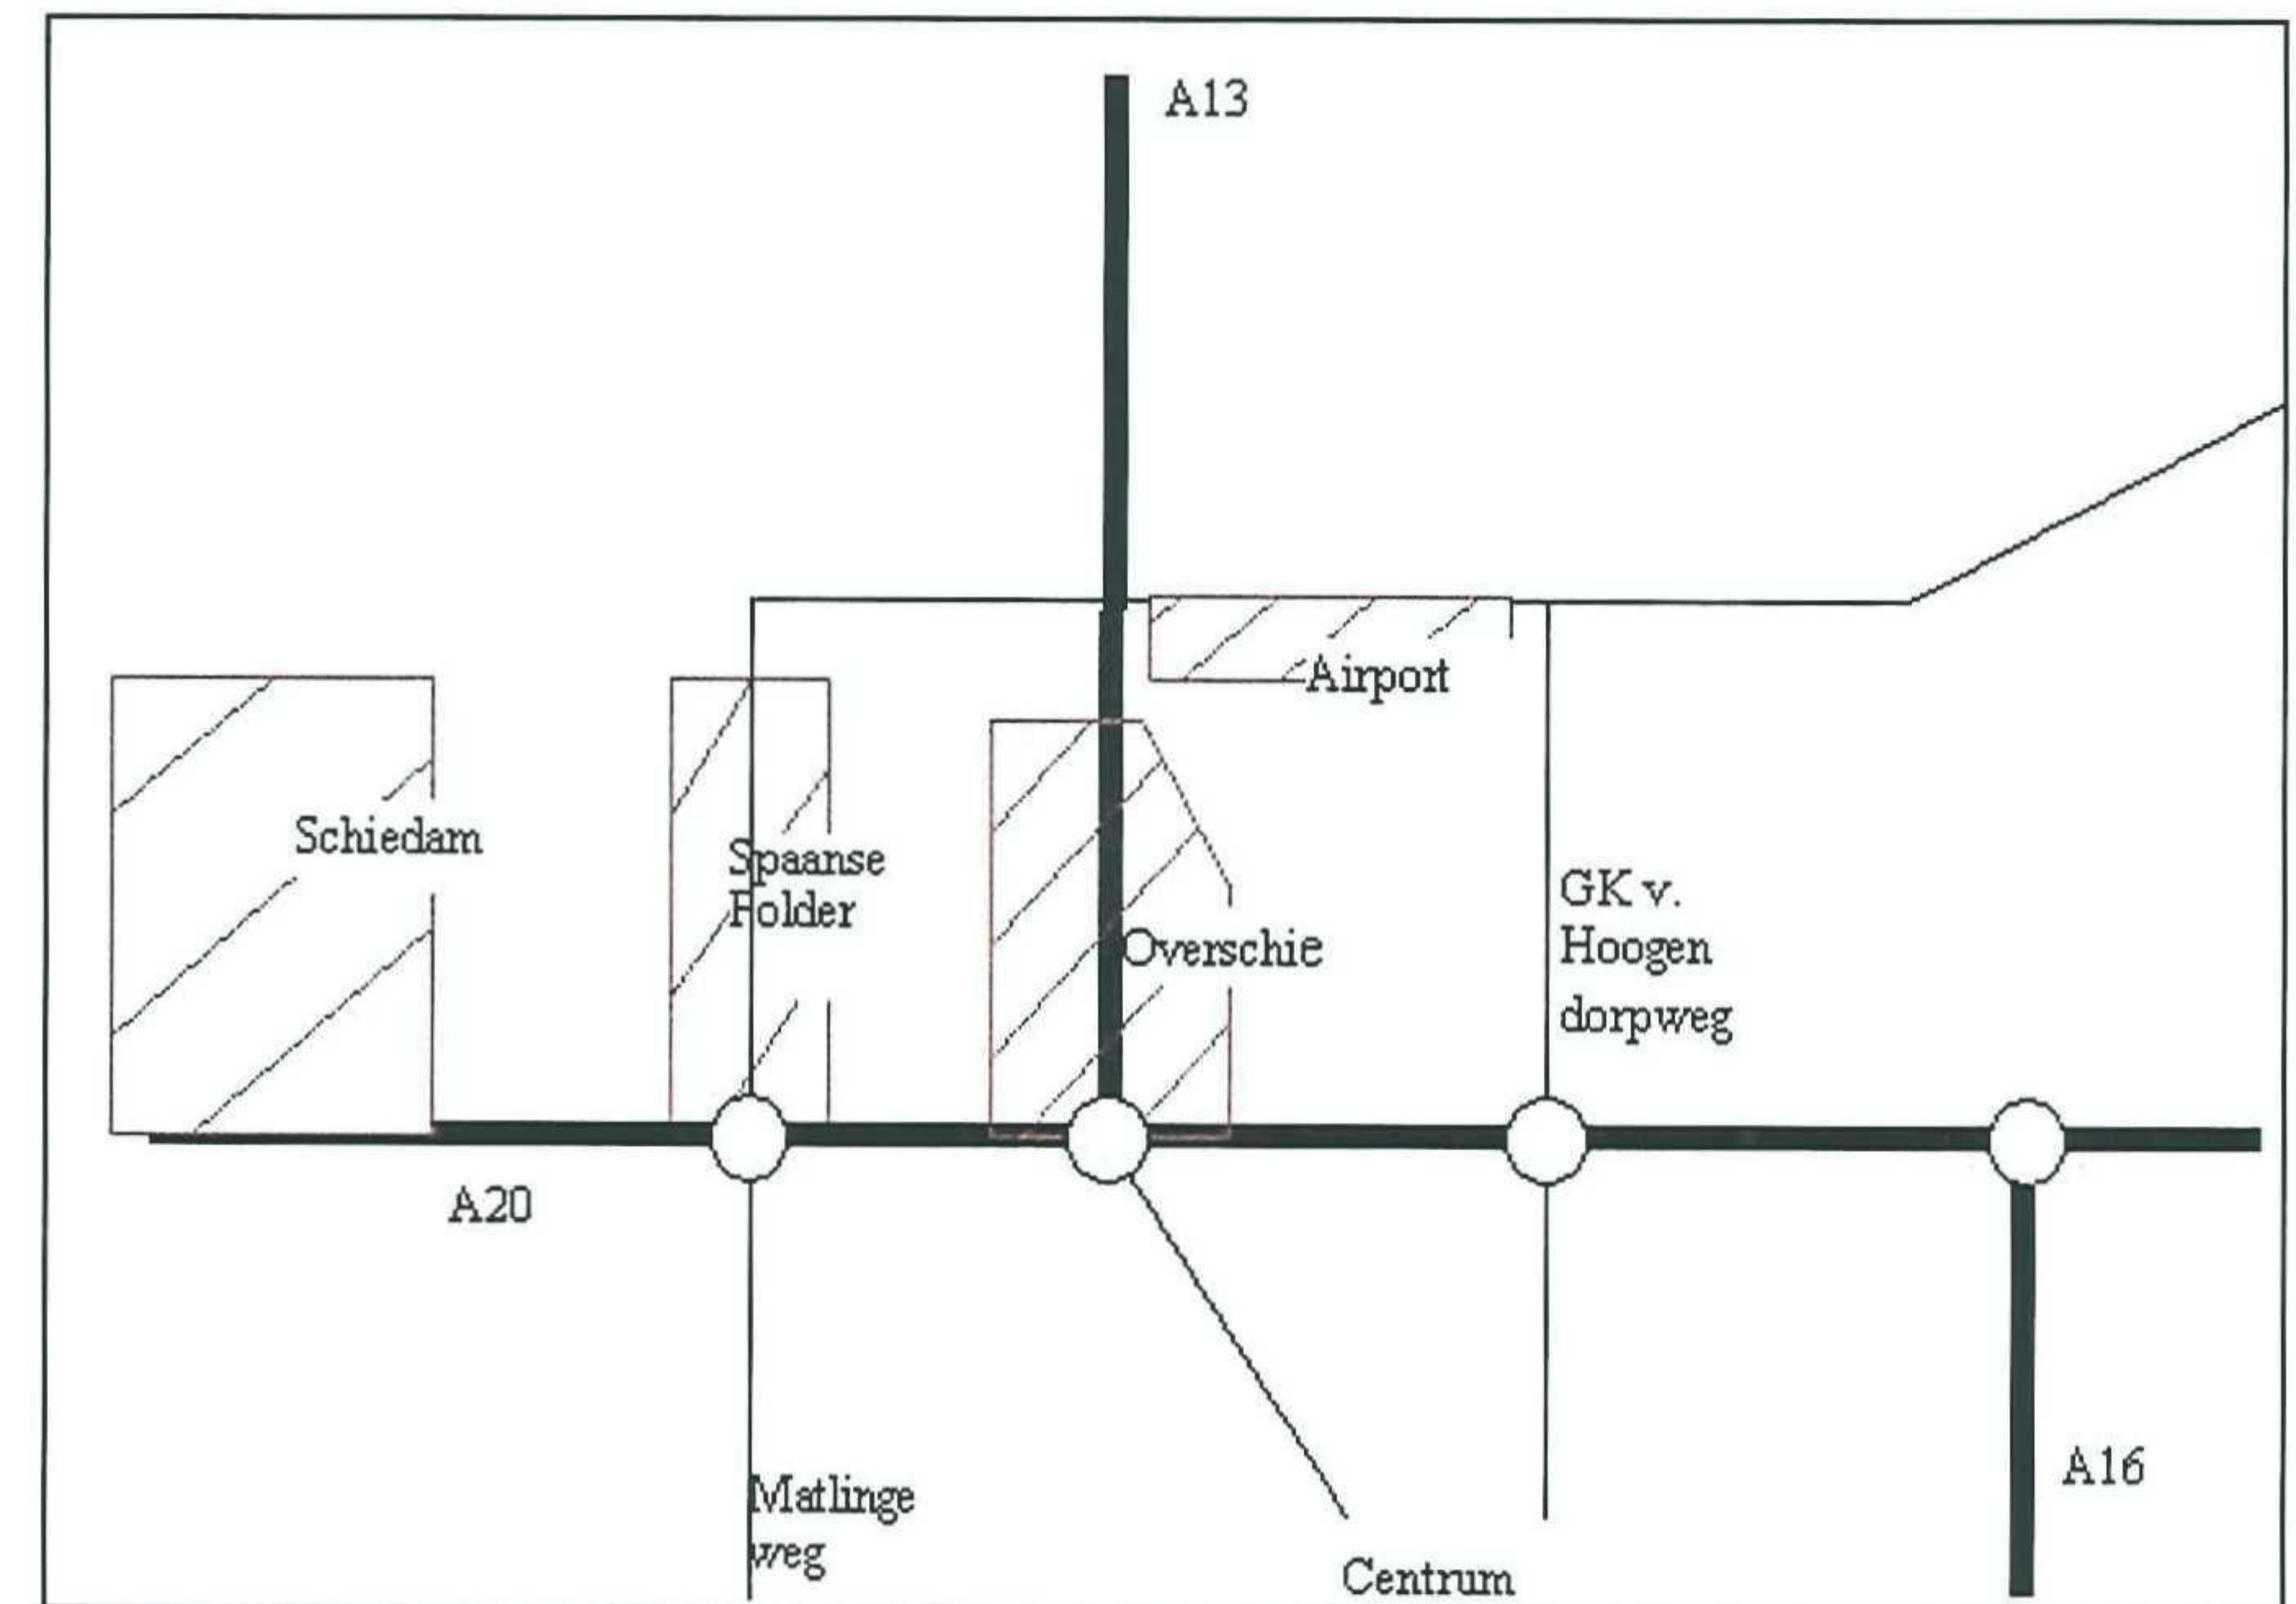 A13
Airport
Schiedam
Spaanse
Polder
GK v.
Hoogen
dorpweg
Overschie
A20
A16
Matlinge
weg
Centrum